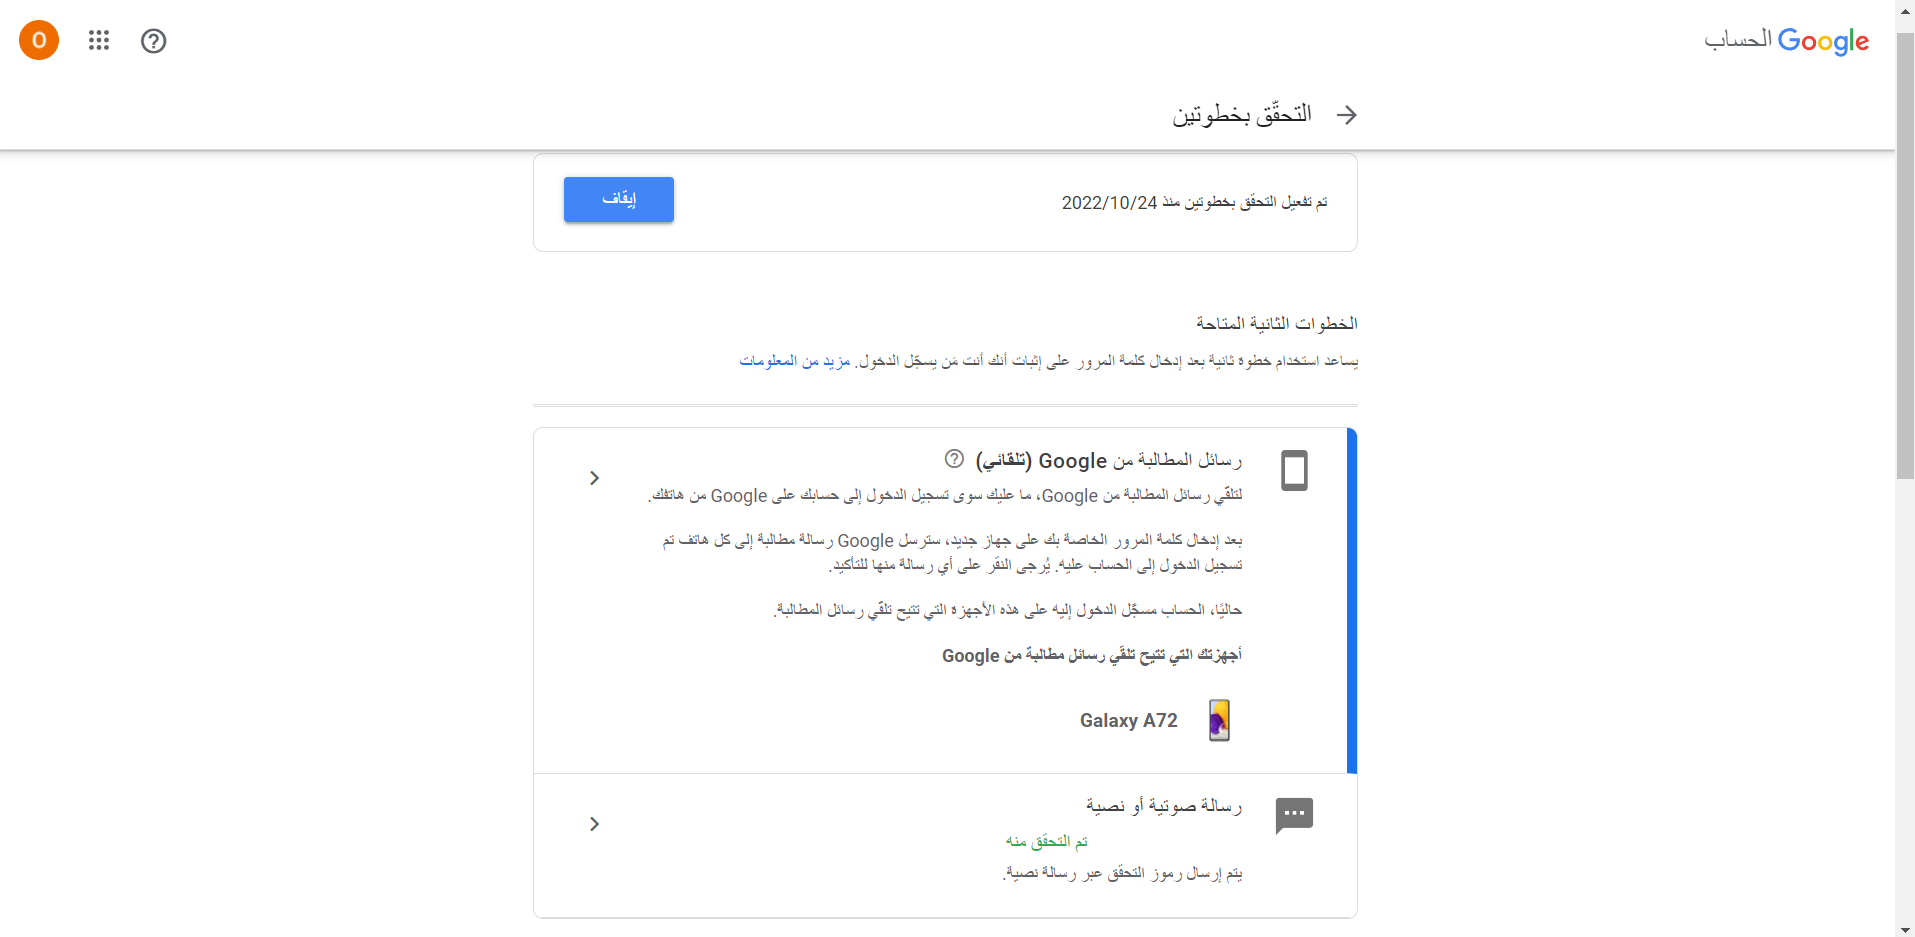 Google الحساب
O
التحقّق بخطوتين
تم تفعيل التحقّق بخطوتين منذ 2022/10/24
إيقاف
الخطوات الثانية المتاحة
يساعد استخدام خطوة ثانية بعد إدخال كلمة المرور على إثبات أنك أنت مَن يسجّل الدخول. مزيد من المعلومات
رسائل المطالبة من Google (تلقائي)
لتلقّي رسائل المطالبة من Google، ما عليك سوى تسجيل الدخول إلى حسابك على Google من هاتفك.
بعد إدخال كلمة المرور الخاصة بك على جهاز جديد، سترسل Google رسالة مطالبة إلى كل هاتف تم
تسجيل الدخول إلى الحساب عليه. يُرجى النقر على أي رسالة منها للتأكيد.
حاليًا، الحساب مسجَّل الدخول إليه على هذه الأجهزة التي تتيح تلقّي رسائل المطالبة.
أجهزتك التي تتيح تلقّي رسائل مطالبة من Google
Galaxy A72
رسالة صوتية أو نصية
تم التحقّق منه
يتم إرسال رموز التحقّق عبر رسالة نصية.